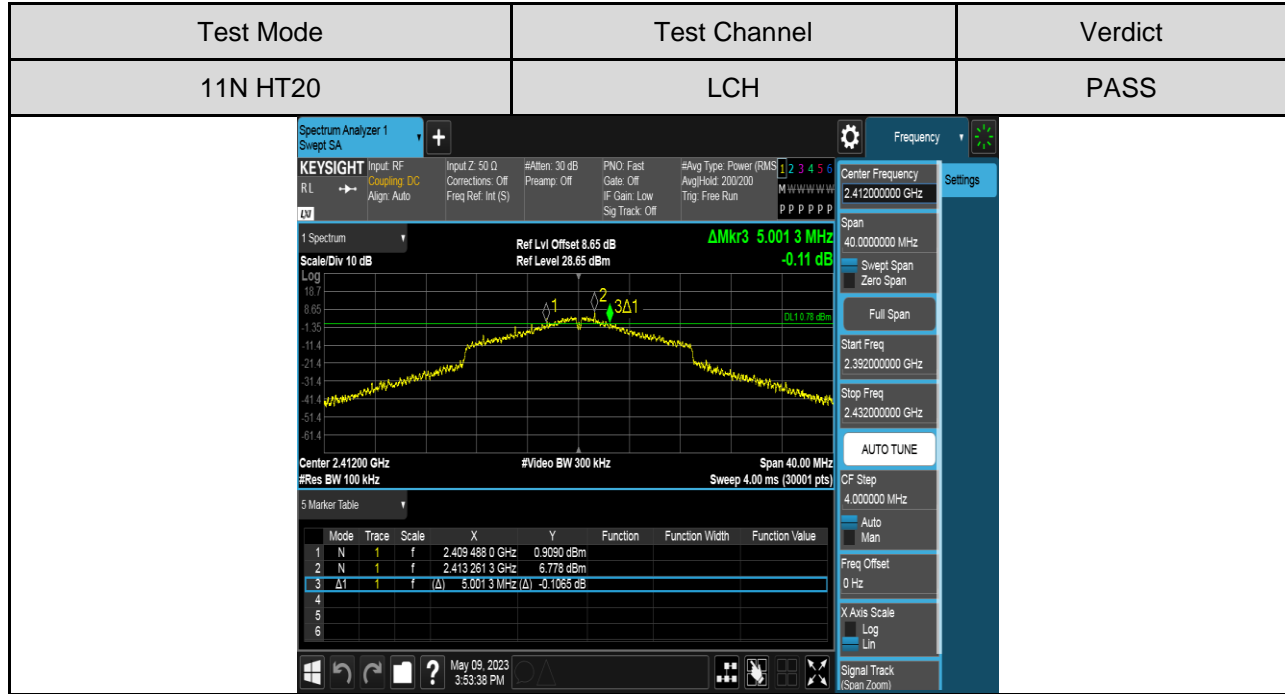 Test Mode Test Channel Verdict
11N HT20 LCH PASS
Spectrum Analyzer 1
Swept SA
+
Frequency
KEYSIGHT Input: RF
RL Coupling: DC
Align: Auto
LXI
Input Z: 50 Ω
Corrections: Off
Freq Ref: Int (S)
#Atten: 30 dB
Preamp: Off
PNO: Fast
Gate: Off
IF Gain: Low
Sig Track: Off
#Avg Type: Power (RMS
Avg|Hold: 200/200
Trig: Free Run
1 2 3 4 5 6
M W W W W W
P P P P P P
Center Frequency
2.412000000 GHz
Settings
Span
40.0000000 MHz
Swept Span
Zero Span
Full Span
Start Freq
2.392000000 GHz
Stop Freq
2.432000000 GHz
AUTO TUNE
CF Step
4.000000 MHz
Auto
Man
Freq Offset
0 Hz
X Axis Scale
Log
Lin
Signal Track
(Span Zoom)
1 Spectrum
Scale/Div 10 dB
Ref Lvl Offset 8.65 dB
Ref Level 28.65 dBm
ΔMkr3 5.001 3 MHz
-0.11 dB
Log
18.7
8.65
-1.35
-11.4
-21.4
-31.4
-41.4
-51.4
-61.4
1
2
3Δ1
DL1 0.78 dBm
Center 2.41200 GHz #Video BW 300 kHz Span 40.00 MHz
#Res BW 100 kHz Sweep 4.00 ms (30001 pts)
5 Marker Table
Mode Trace Scale X Y Function Function Width Function Value
1 N 1 f 2.409 488 0 GHz 0.9090 dBm
2 N 1 f 2.413 261 3 GHz 6.778 dBm
3 Δ1 1 f (Δ) 5.001 3 MHz (Δ) -0.1065 dB
4
5
6
?
May 09, 2023
3:53:38 PM